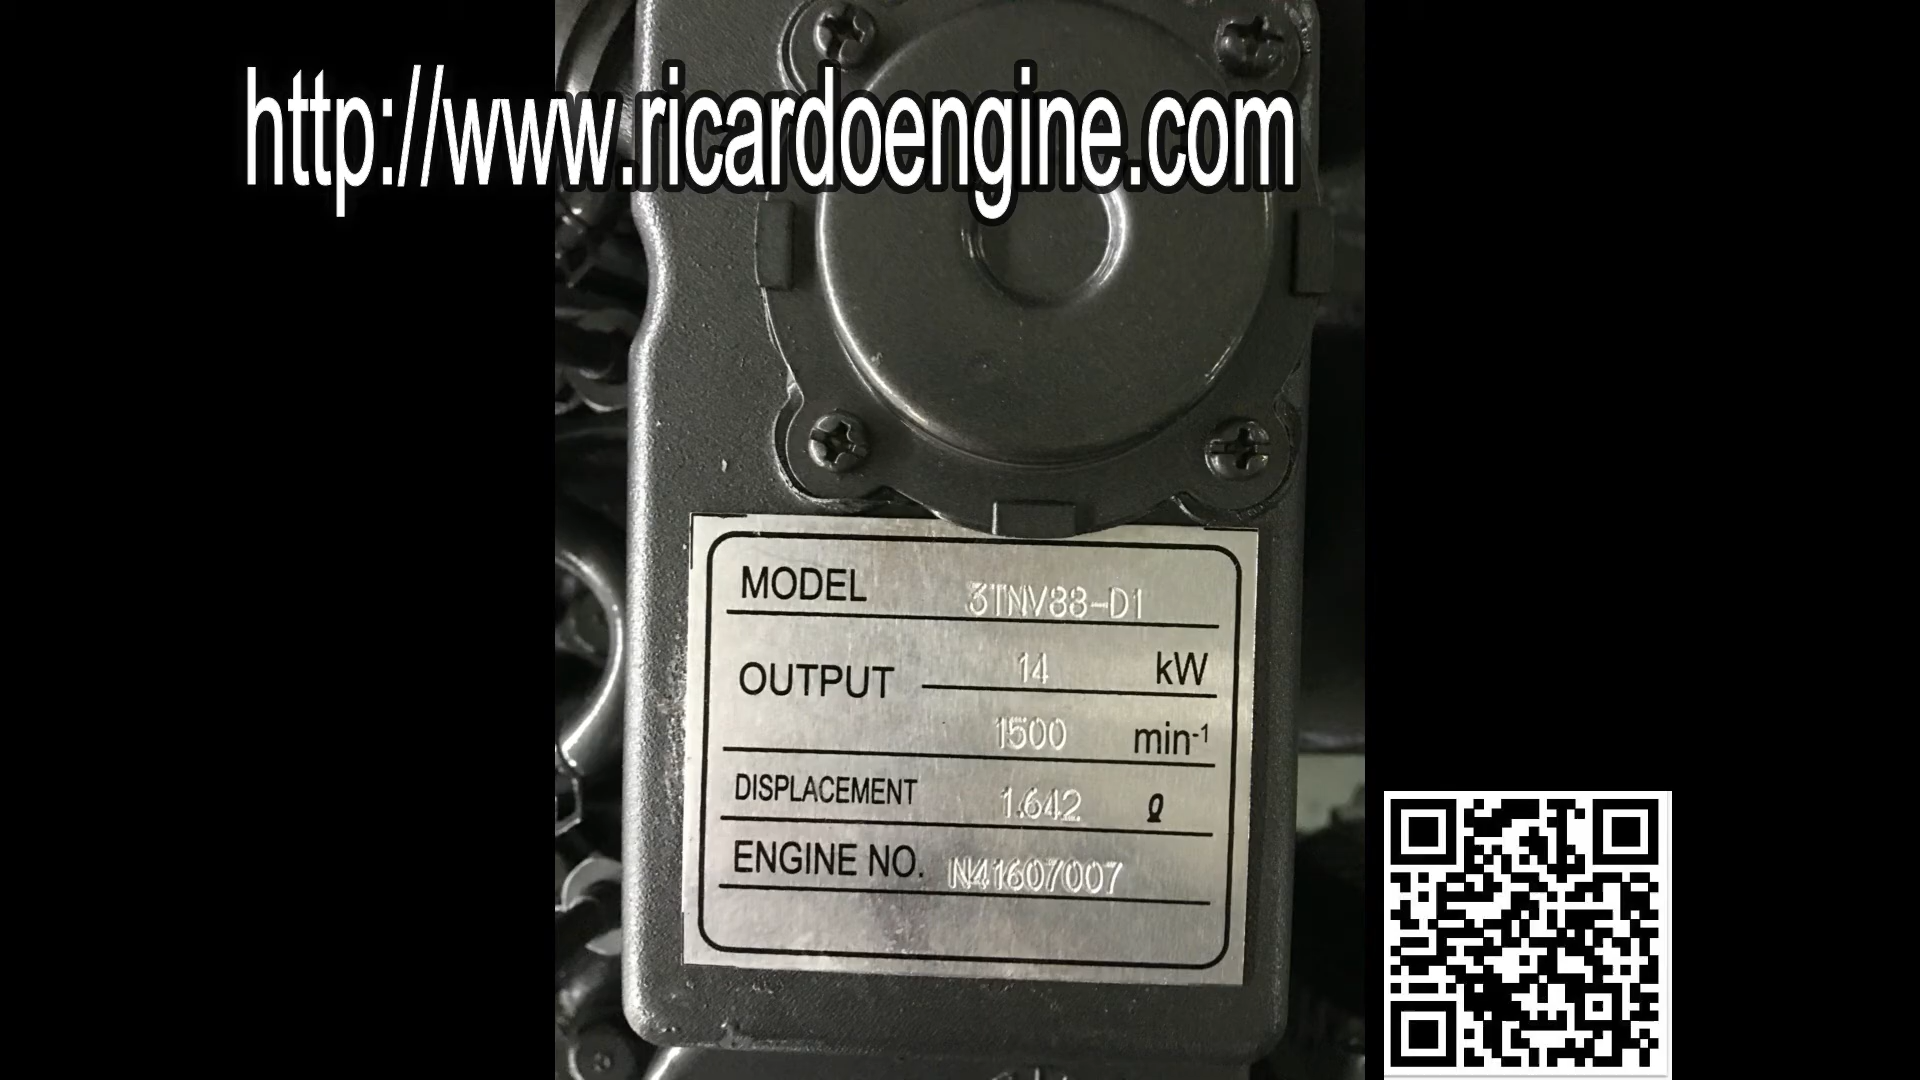 http://www.ricardoengine.com
MODEL 3TNV88-D1
OUTPUT 14 kW
1500 min-1
DISPLACEMENT 1.642 ℓ
ENGINE NO. N41607007